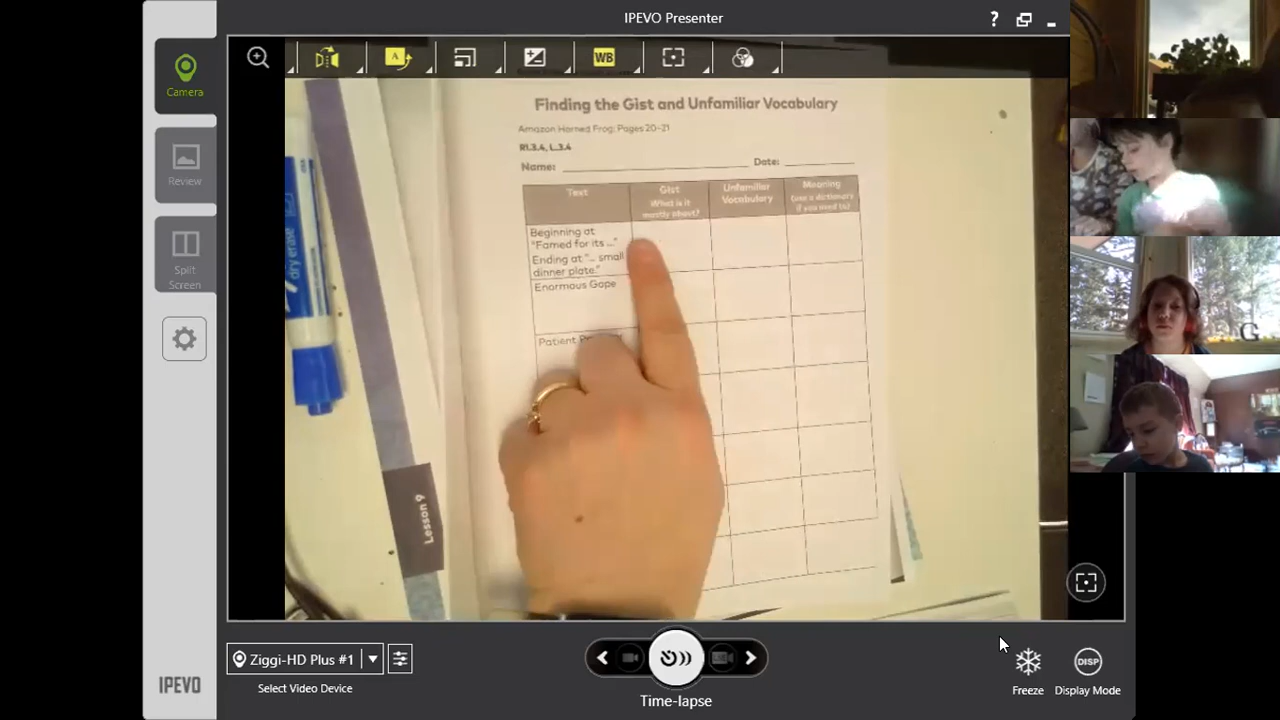 IPEVO Presenter
?
Camera
Review
Split
Screen
A
WB
Finding the Gist and Unfamiliar Vocabulary
Amazon Horned Frog: Pages 20–21
RI.3.4, L.3.4
Name: Date:
Text
Gist
What is it
mostly about?
Unfamiliar
Vocabulary
Meaning
(use a dictionary
if you need to)
Beginning at
"Famed for its ..."
Ending at "... small
dinner plate."
Enormous Gape
Patient
dry erase
Lesson 9
G
Ziggi-HD Plus #1
Select Video Device
Time-lapse
Freeze
DISP
Display Mode
IPEVO